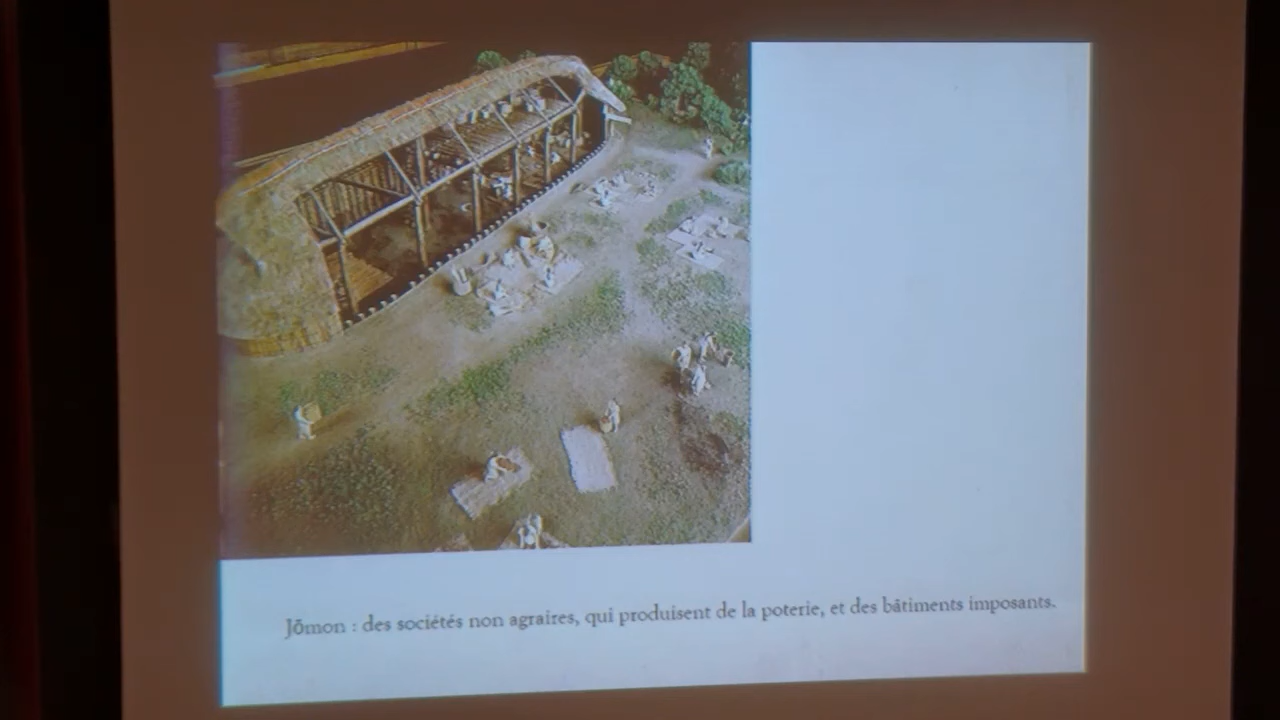 Jōmon : des sociétés non agraires, qui produisent de la poterie, et des bâtiments imposants.